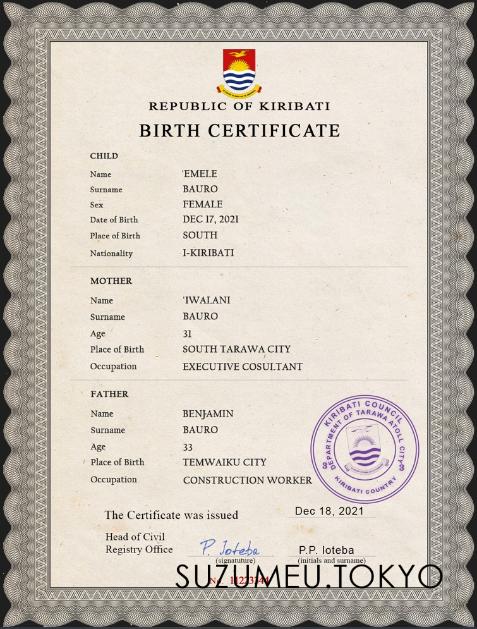 REPUBLIC OF KIRIBATI
BIRTH CERTIFICATE
CHILD
Name 'EMELE
Surname BAURO
Sex FEMALE
Date of Birth DEC 17, 2021
Place of Birth SOUTH
Nationality I-KIRIBATI
MOTHER
Name 'IWALANI
Surname BAURO
Age 31
Place of Birth SOUTH TARAWA CITY
Occupation EXECUTIVE COSULTANT
FATHER
Name BENJAMIN
Surname BAURO
Age 33
Place of Birth TEMWAIKU CITY
Occupation CONSTRUCTION WORKER
KIRIBATI COUNCIL
DEPARTMENT OF TARAWA ATOLL CITY
KIRIBATI COUNTRY
The Certificate was issued Dec 18, 2021
Head of Civil
Registry Office P. Ioteba P.P. Ioteba
(signatuture) (initials and surname)
SUZUMEU.TOKYO